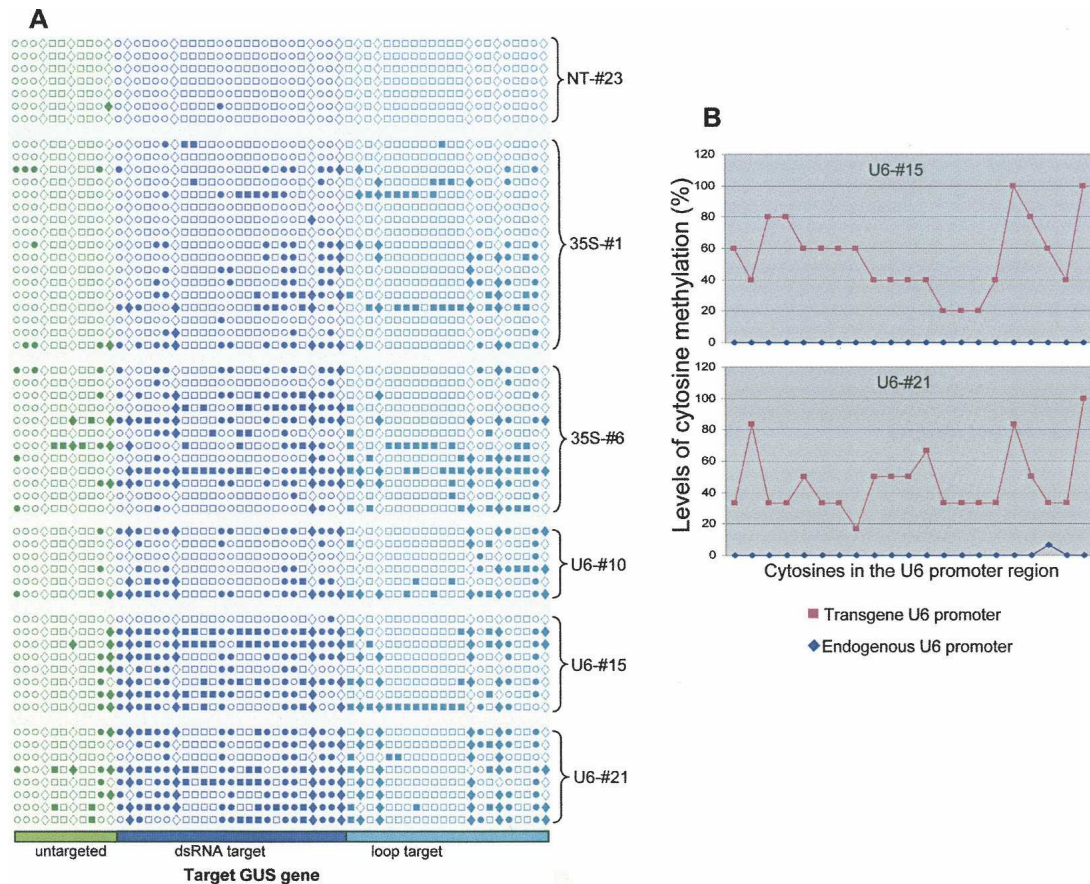 A
NT-#23
35S-#1
35S-#6
U6-#10
U6-#15
U6-#21
untargeted
dsRNA target
loop target
Target GUS gene
B
Levels of cytosine methylation (%)
U6-#15
120
100
80
60
40
20
0
U6-#21
120
100
80
60
40
20
0
Cytosines in the U6 promoter region
Transgene U6 promoter
Endogenous U6 promoter